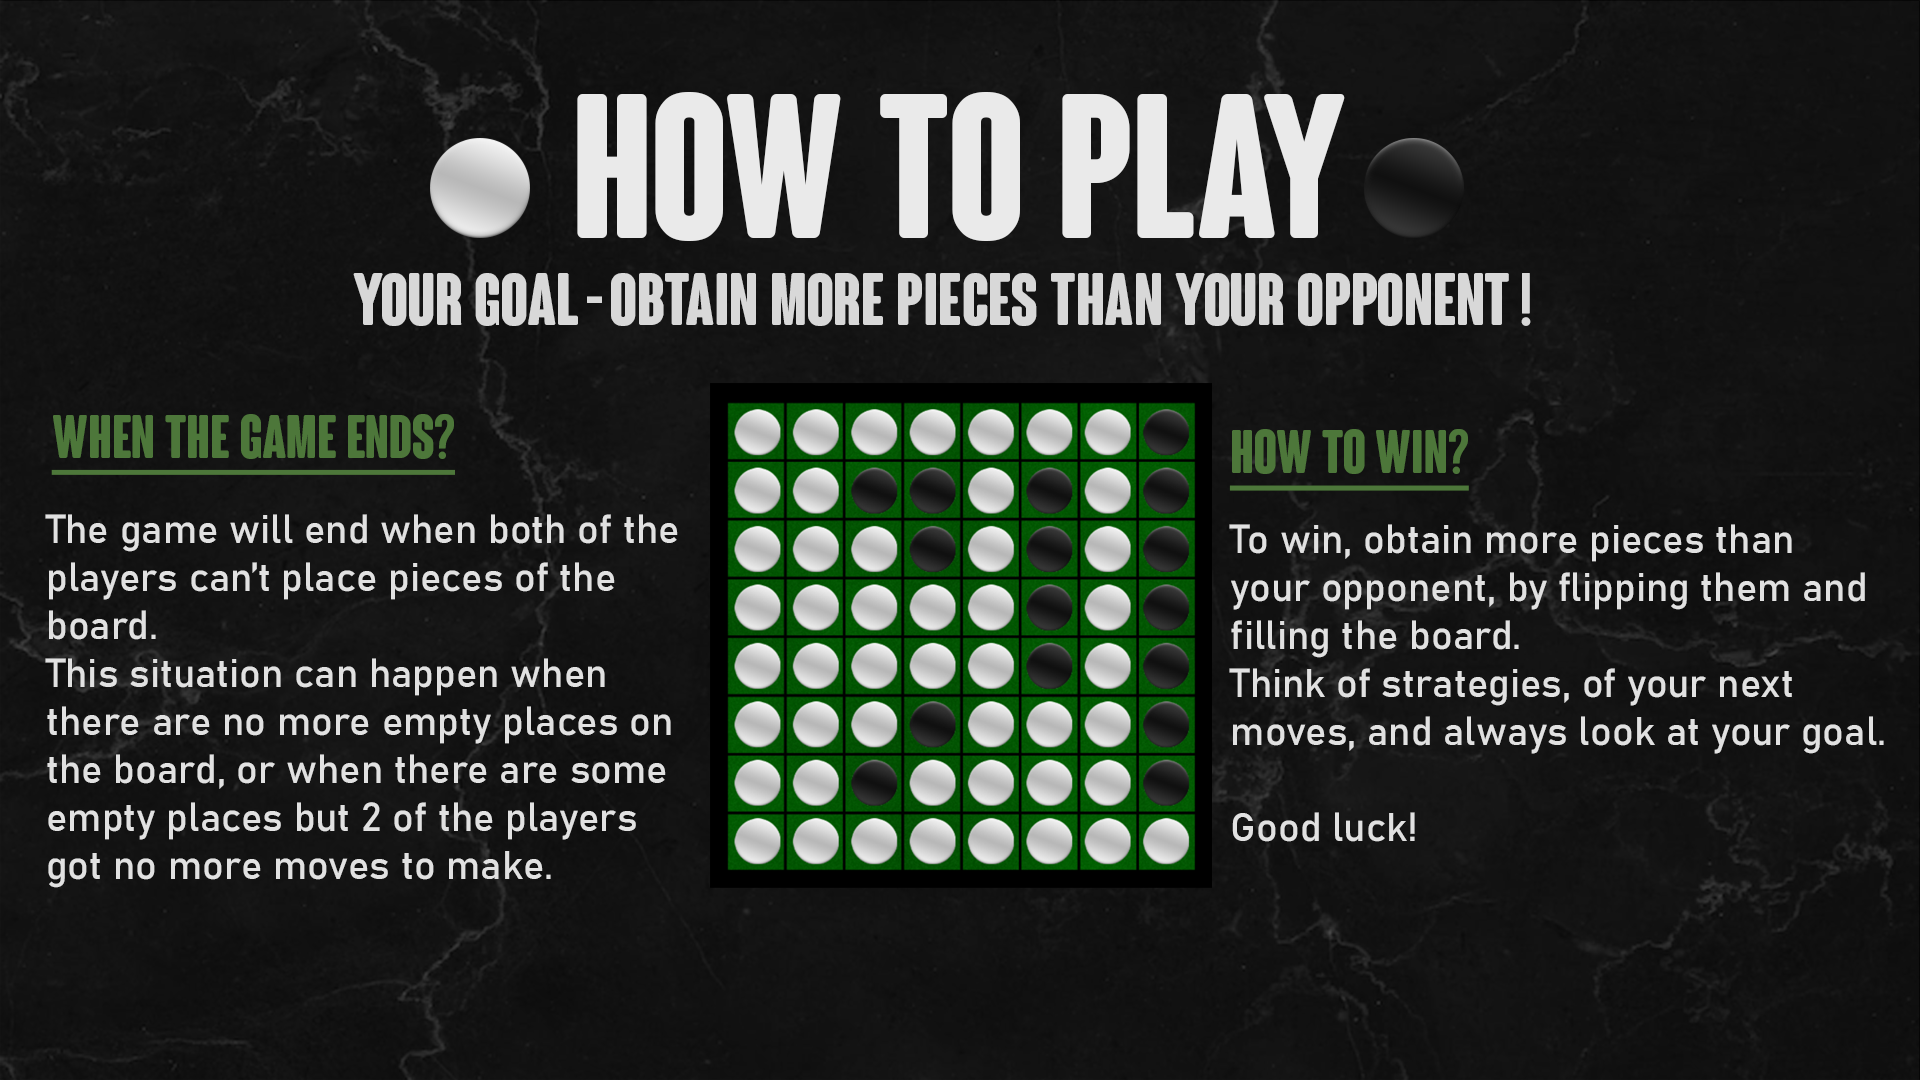 HOW TO PLAY
YOUR GOAL - OBTAIN MORE PIECES THAN YOUR OPPONENT !
WHEN THE GAME ENDS?
The game will end when both of the
players can’t place pieces of the
board.
This situation can happen when
there are no more empty places on
the board, or when there are some
empty places but 2 of the players
got no more moves to make.
HOW TO WIN?
To win, obtain more pieces than
your opponent, by flipping them and
filling the board.
Think of strategies, of your next
moves, and always look at your goal.
Good luck!